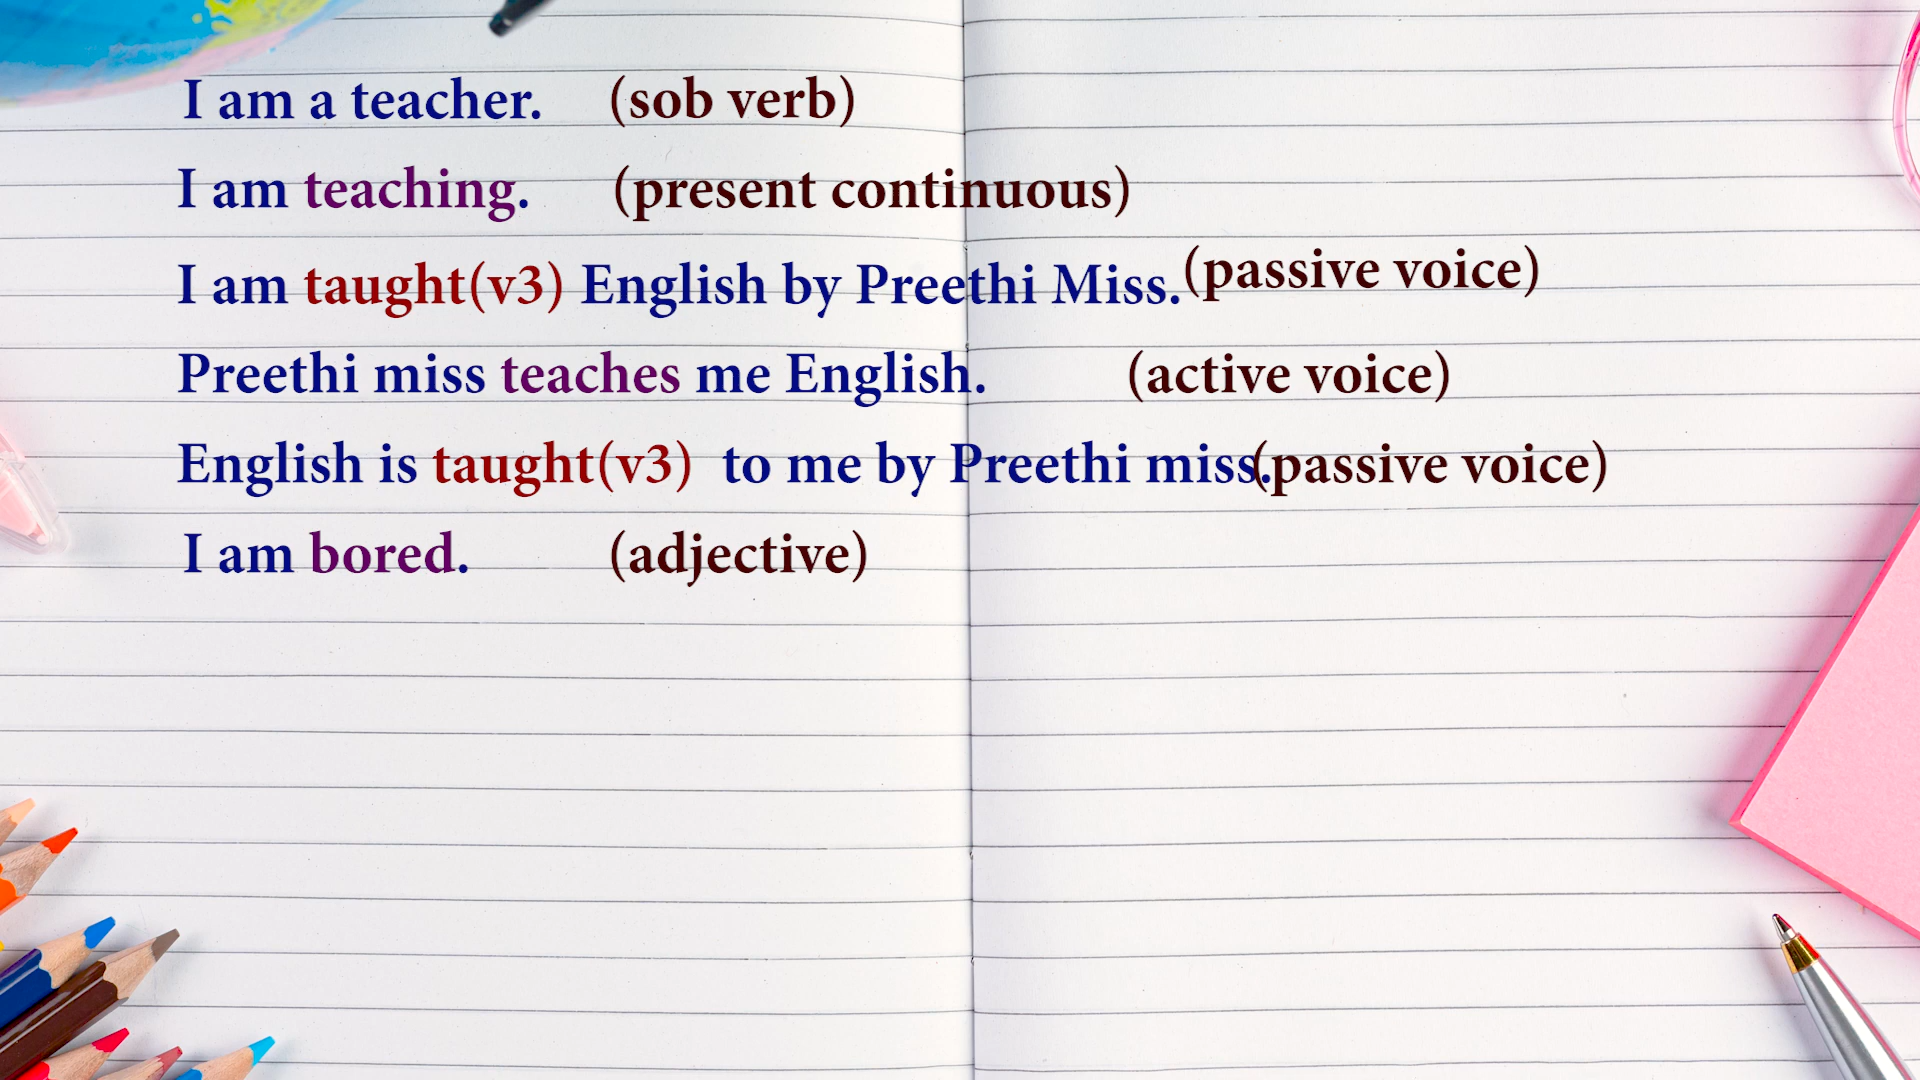 I am a teacher. (sob verb)
I am teaching. (present continuous)
I am taught(v3) English by Preethi Miss. (passive voice)
Preethi miss teaches me English. (active voice)
English is taught(v3) to me by Preethi miss. (passive voice)
I am bored. (adjective)